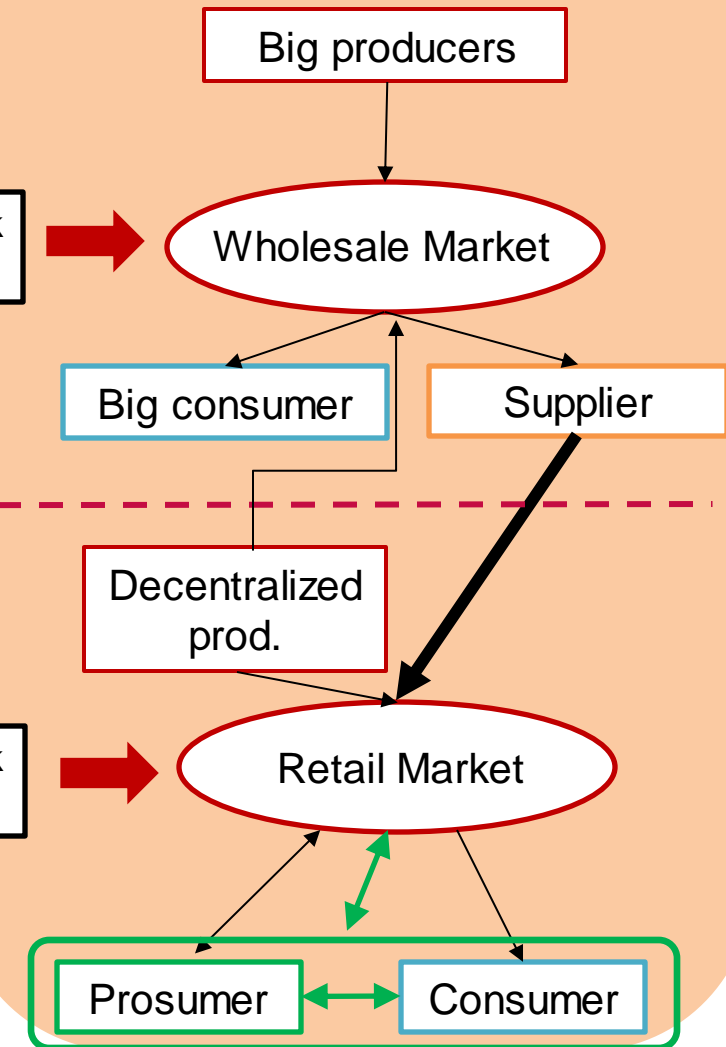 Big producers
Wholesale Market
Big consumer
Supplier
Decentralized
prod.
Retail Market
Prosumer
Consumer